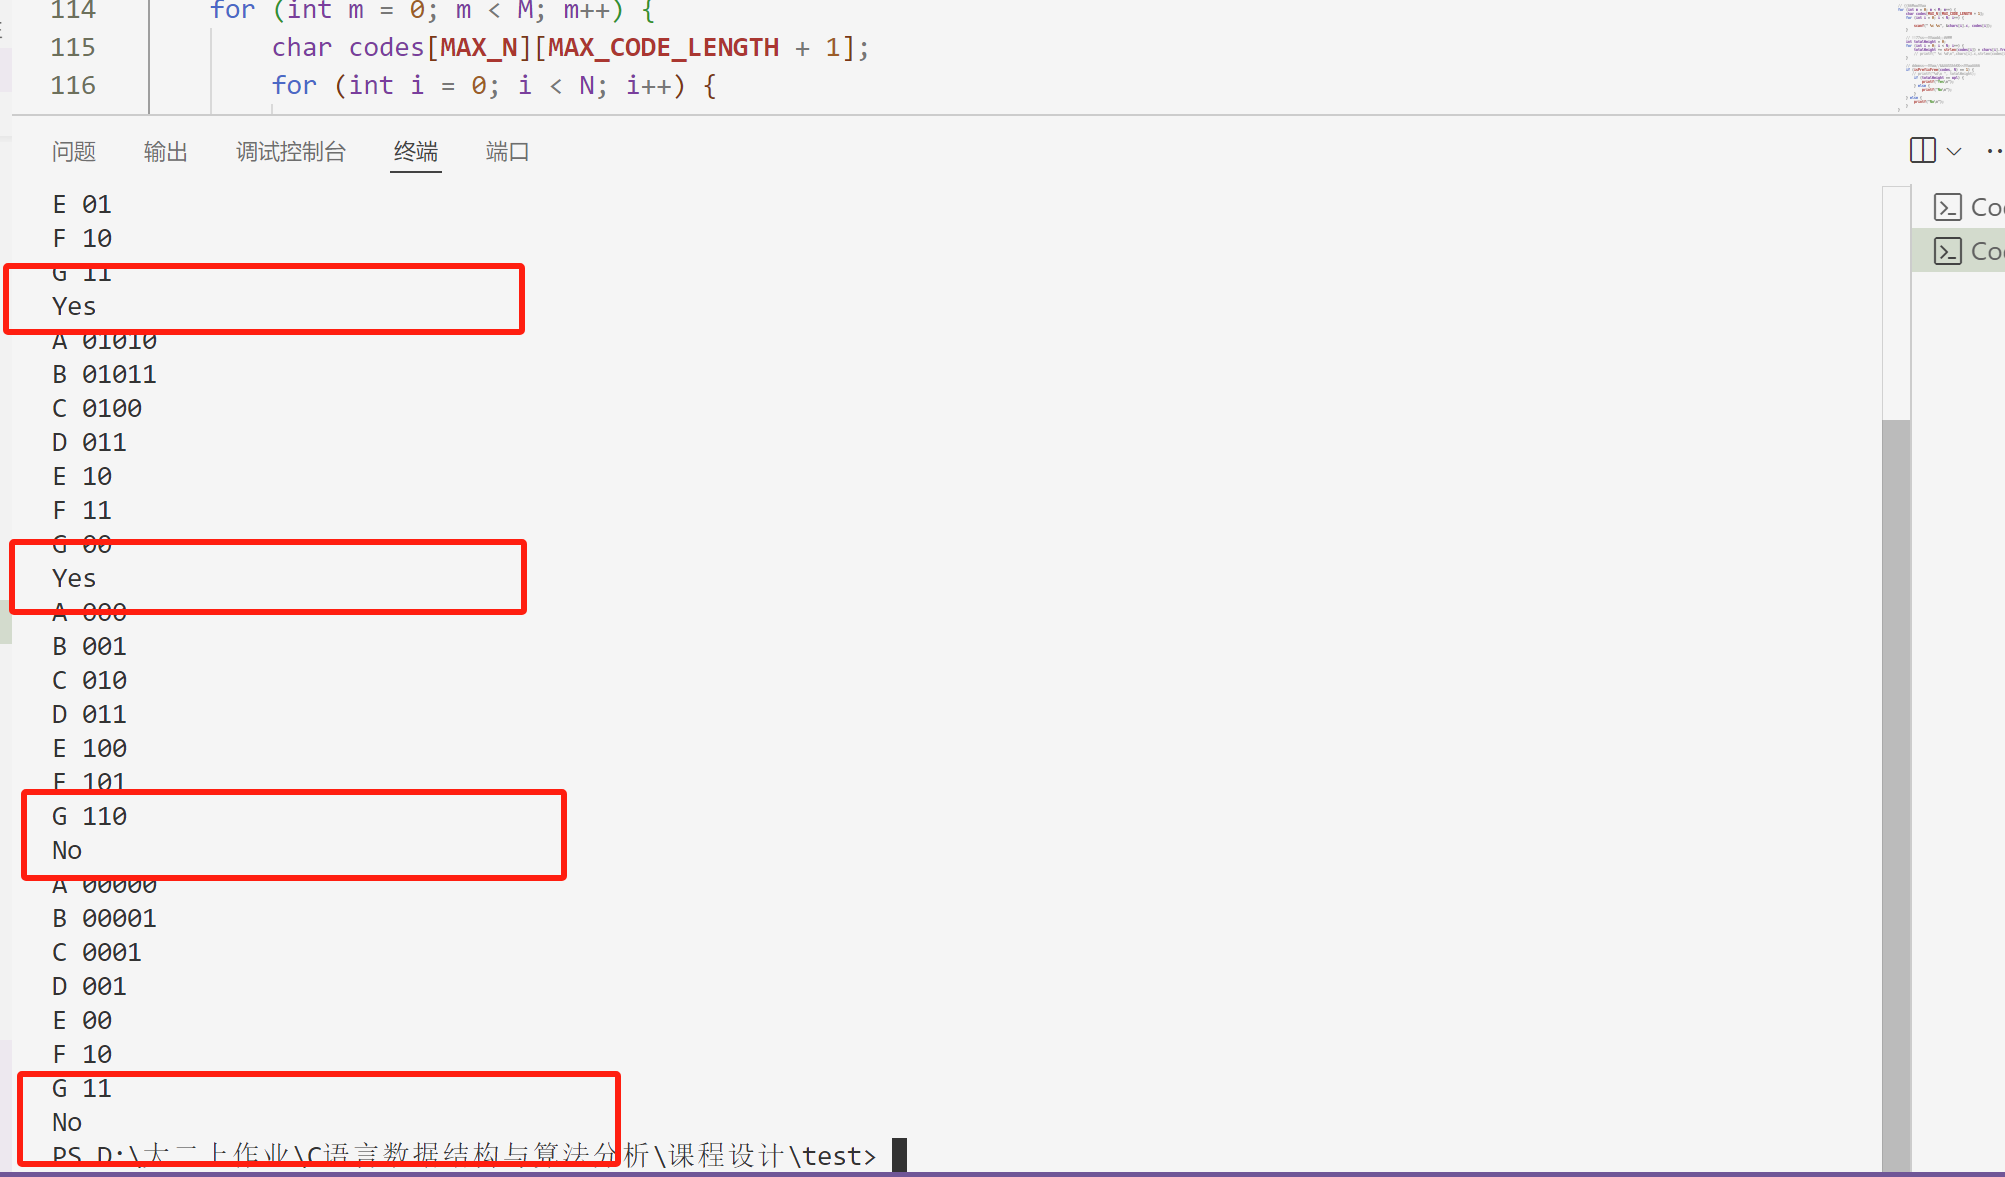 114 for (int m = 0; m < M; m++) {
115 char codes[MAX_N][MAX_CODE_LENGTH + 1];
116 for (int i = 0; i < N; i++) {
问题 输出 调试控制台 终端 端口
E 01
F 10
G 11
Yes
A 01010
B 01011
C 0100
D 011
E 10
F 11
G 00
Yes
A 000
B 001
C 010
D 011
E 100
F 101
G 110
No
A 00000
B 00001
C 0001
D 001
E 00
F 10
G 11
No
PS D:\大二上作业\C语言数据结构与算法分析\课程设计\test>